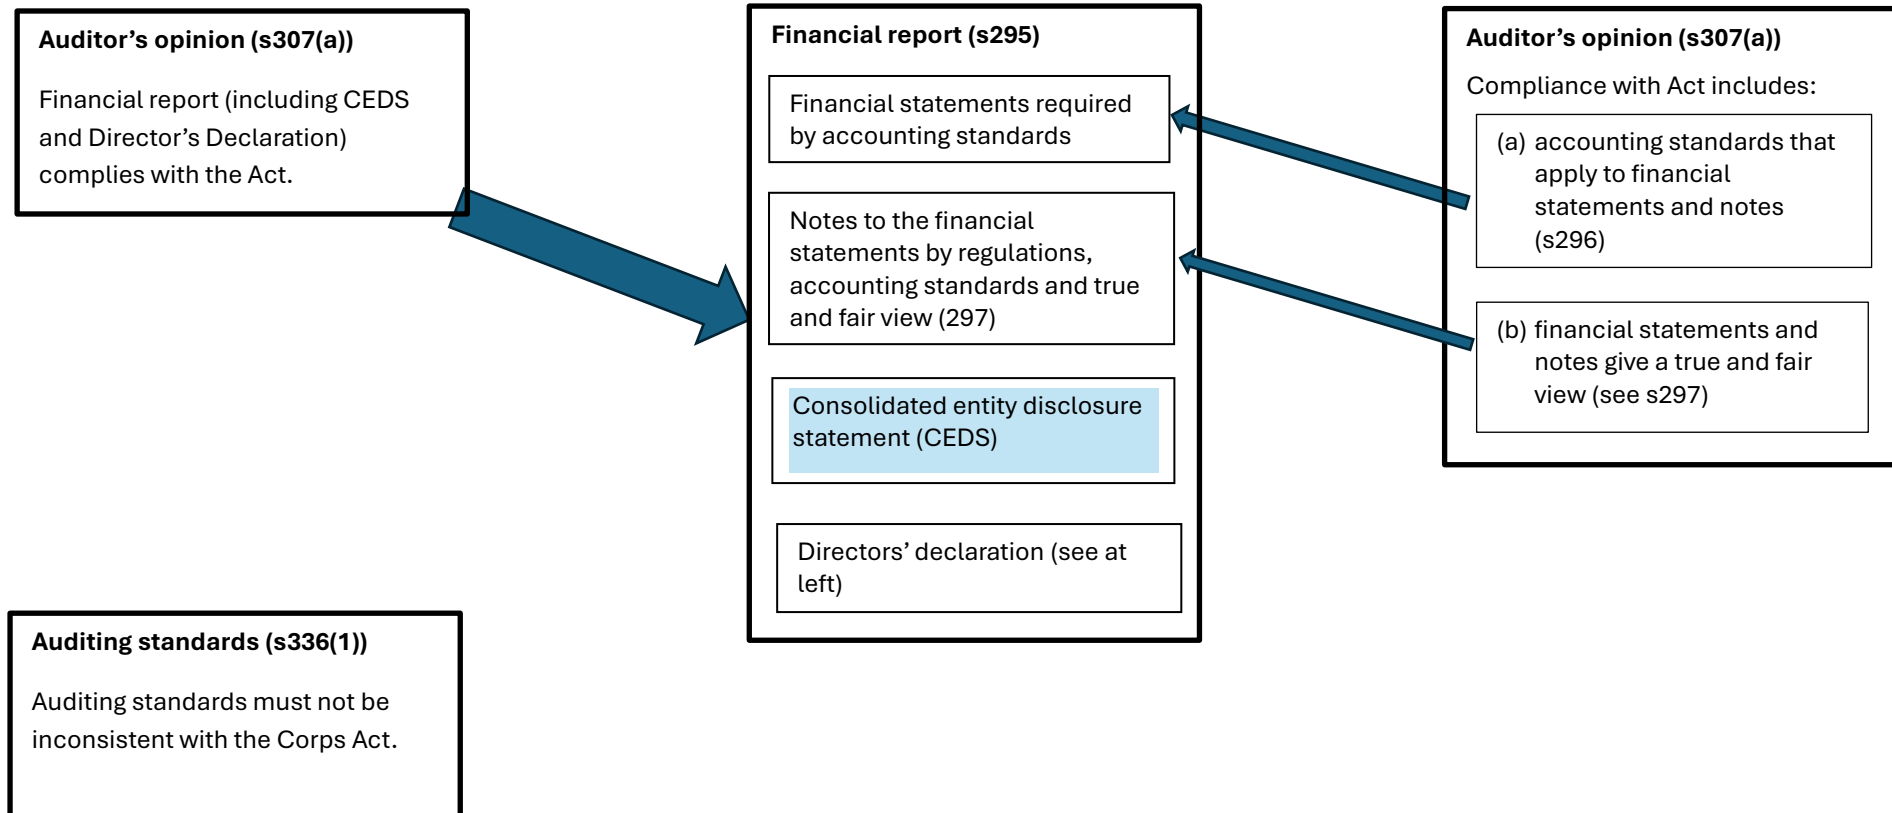 Auditor’s opinion (s307(a))
Financial report (including CEDS
and Director’s Declaration)
complies with the Act.
Auditing standards (s336(1))
Auditing standards must not be
inconsistent with the Corps Act.
Financial report (s295)
Financial statements required
by accounting standards
Notes to the financial
statements by regulations,
accounting standards and true
and fair view (297)
Consolidated entity disclosure
statement (CEDS)
Directors’ declaration (see at
left)
Auditor’s opinion (s307(a))
Compliance with Act includes:
(a) accounting standards that
apply to financial
statements and notes
(s296)
(b) financial statements and
notes give a true and fair
view (see s297)